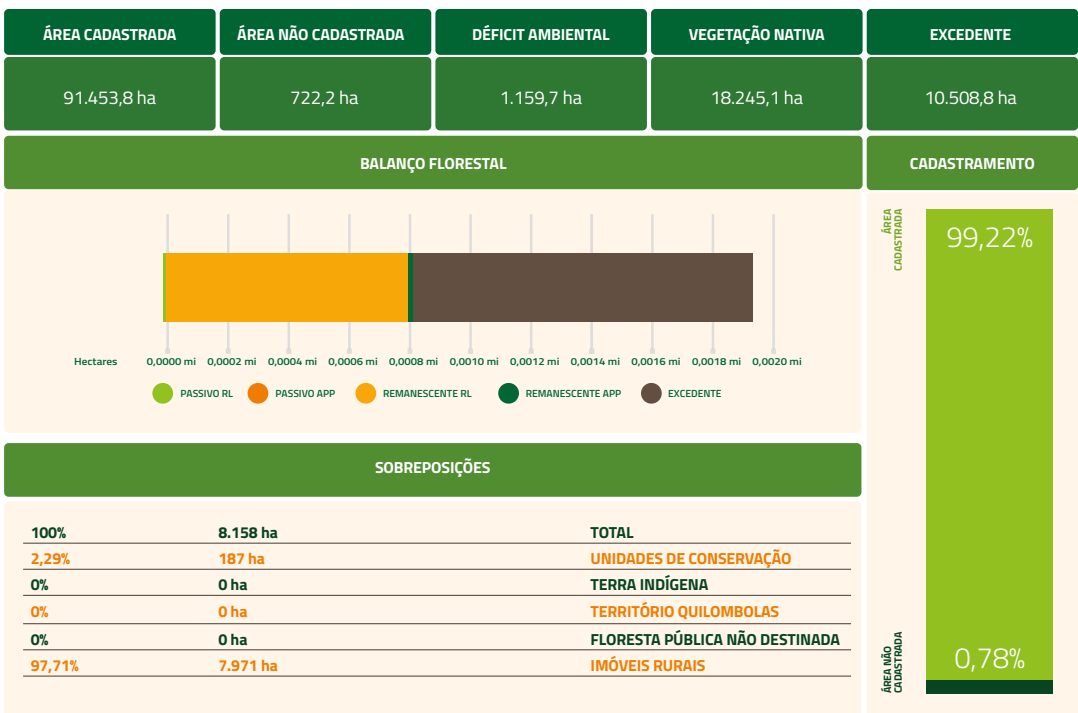 ÁREA CADASTRADA
ÁREA NÃO CADASTRADA
DÉFICIT AMBIENTAL
VEGETAÇÃO NATIVA
EXCEDENTE
91.453,8 ha
722,2 ha
1.159,7 ha
18.245,1 ha
10.508,8 ha
BALANÇO FLORESTAL
Hectares
0,0000 mi
0,0002 mi
0,0004 mi
0,0006 mi
0,0008 mi
0,0010 mi
0,0012 mi
0,0014 mi
0,0016 mi
0,0018 mi
0,0020 mi
PASSIVO RL
PASSIVO APP
REMANESCENTE RL
REMANESCENTE APP
EXCEDENTE
CADASTRAMENTO
ÁREA
CADASTRADA
99,22%
ÁREA NÃO
CADASTRADA
0,78%
SOBREPOSIÇÕES
100% 8.158 ha TOTAL
2,29% 187 ha UNIDADES DE CONSERVAÇÃO
0% 0 ha TERRA INDÍGENA
0% 0 ha TERRITÓRIO QUILOMBOLAS
0% 0 ha FLORESTA PÚBLICA NÃO DESTINADA
97,71% 7.971 ha IMÓVEIS RURAIS